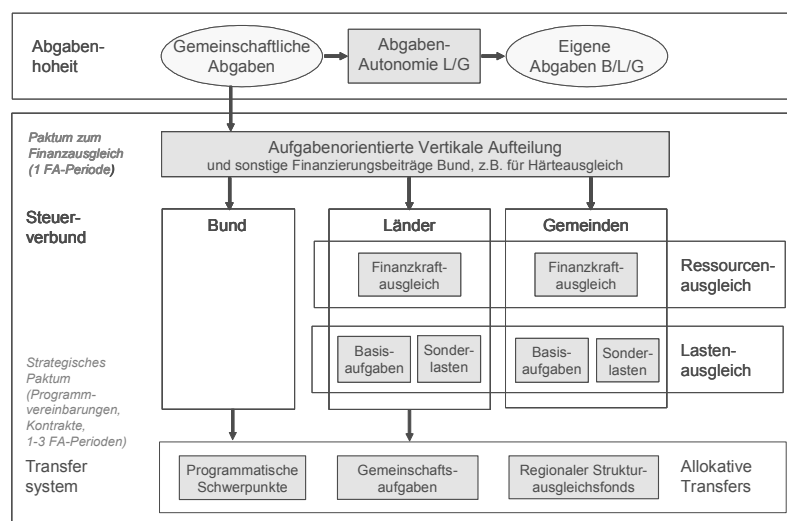 Abgaben-
hoheit
Gemeinschaftliche
Abgaben
Abgaben-
Autonomie L/G
Eigene
Abgaben B/L/G
Paktum zum
Finanzausgleich
(1 FA-Periode)
Aufgabenorientierte Vertikale Aufteilung
und sonstige Finanzierungsbeiträge Bund, z.B. für Härteausgleich
Steuer-
verbund
Bund
Länder
Gemeinden
Finanzkraft-
ausgleich
Finanzkraft-
ausgleich
Ressourcen-
ausgleich
Basis-
aufgaben
Sonder-
lasten
Basis-
aufgaben
Sonder-
lasten
Lasten-
ausgleich
Strategisches
Paktum
(Programm-
vereinbarungen,
Kontrakte,
1-3 FA-Perioden)
Transfer
system
Programmatische
Schwerpunkte
Gemeinschafts-
aufgaben
Regionaler Struktur-
ausgleichsfonds
Allokative
Transfers